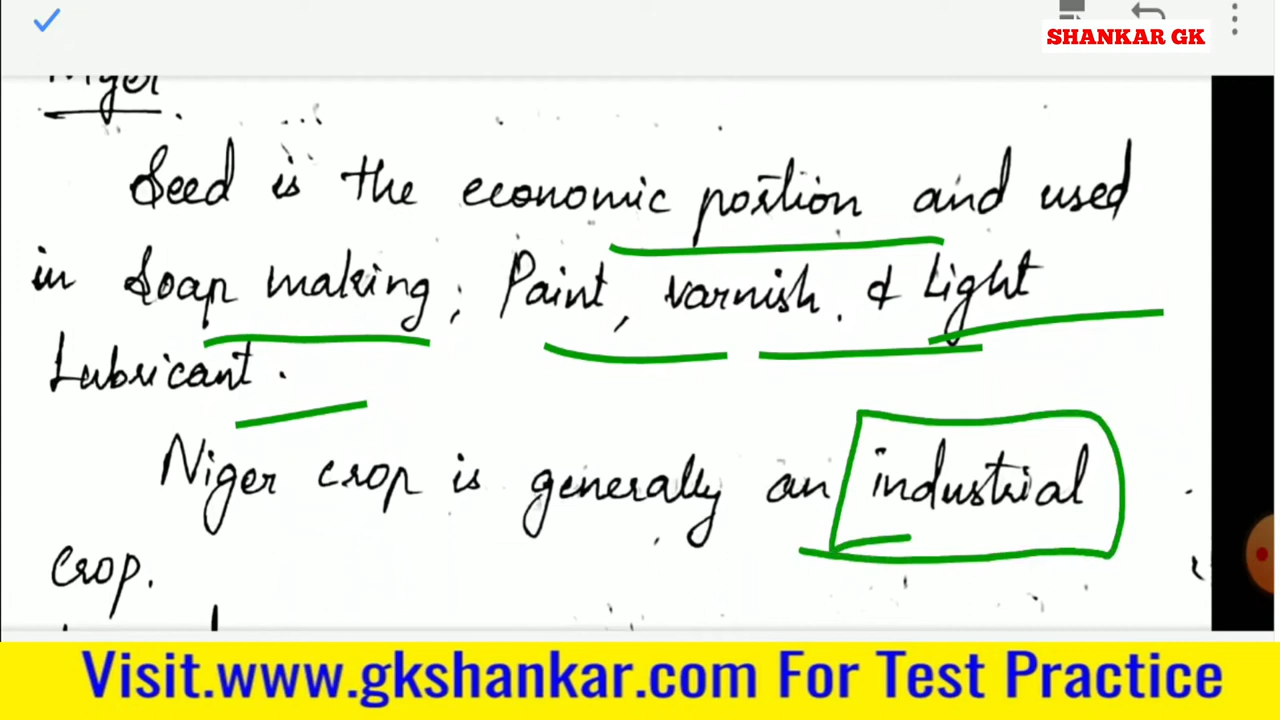 SHANKAR GK
Niger
Seed is the economic portion and used
in Soap making; Paint, varnish. & Light
Lubricant.
Niger crop is generally an industrial
crop.
Visit.www.gkshankar.com For Test Practice